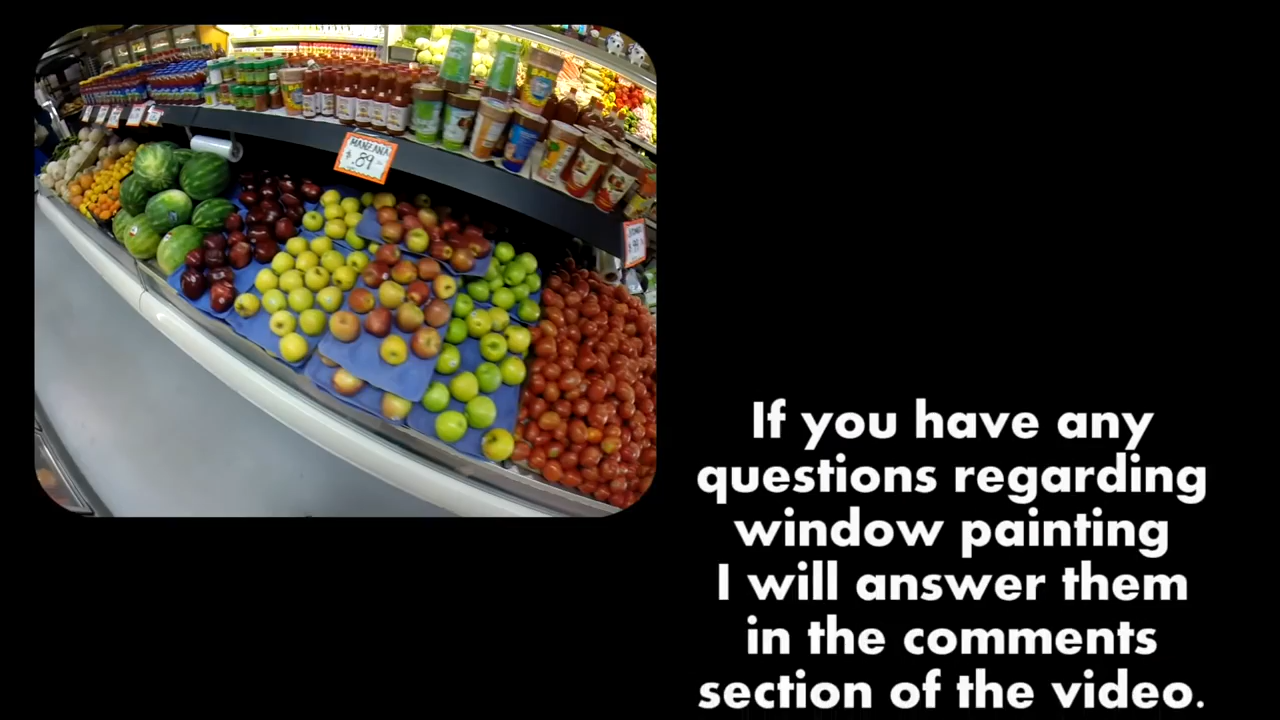 MANZANA
$.89
If you have any
questions regarding
window painting
I will answer them
in the comments
section of the video.